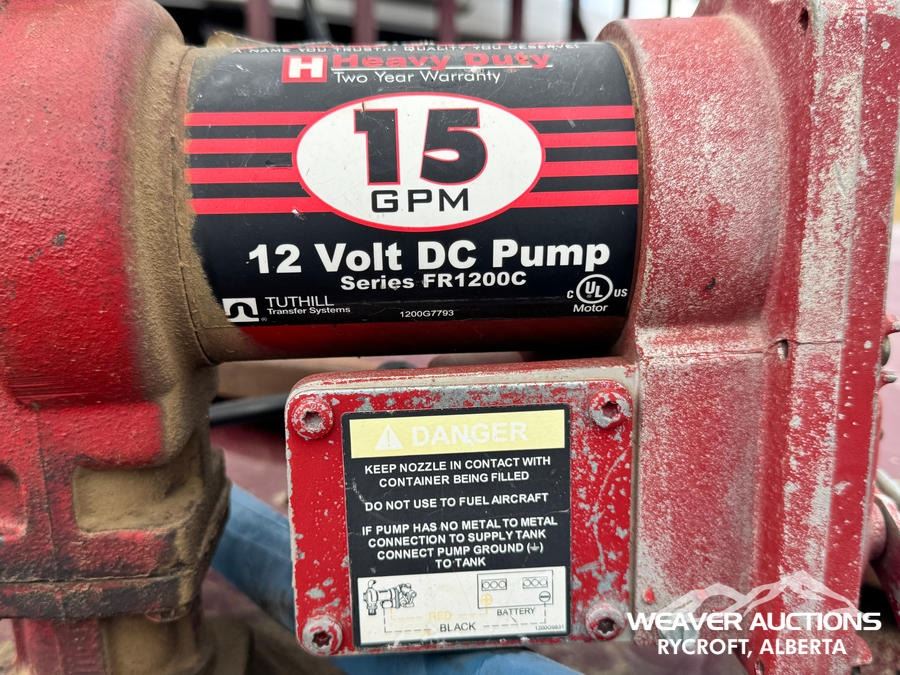 A NAME YOU TRUST... QUALITY YOU DESERVE!
H Heavy Duty
Two Year Warranty
15
GPM
12 Volt DC Pump
Series FR1200C
TUTHILL
Transfer Systems
®
1200G7793
C UL US
Motor
DANGER
KEEP NOZZLE IN CONTACT WITH
CONTAINER BEING FILLED
DO NOT USE TO FUEL AIRCRAFT
IF PUMP HAS NO METAL TO METAL
CONNECTION TO SUPPLY TANK
CONNECT PUMP GROUND (⏚)
TO TANK
RED
BATTERY
BLACK
WEAVER AUCTIONS
RYCROFT, ALBERTA